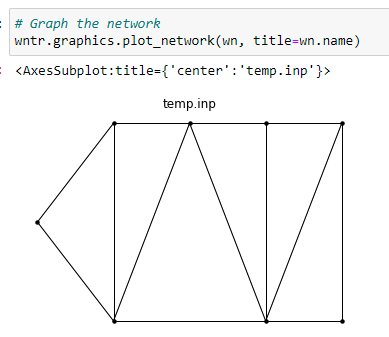 # Graph the network
wntr.graphics.plot_network(wn, title=wn.name)
<AxesSubplot:title={'center':'temp.inp'}>
temp.inp